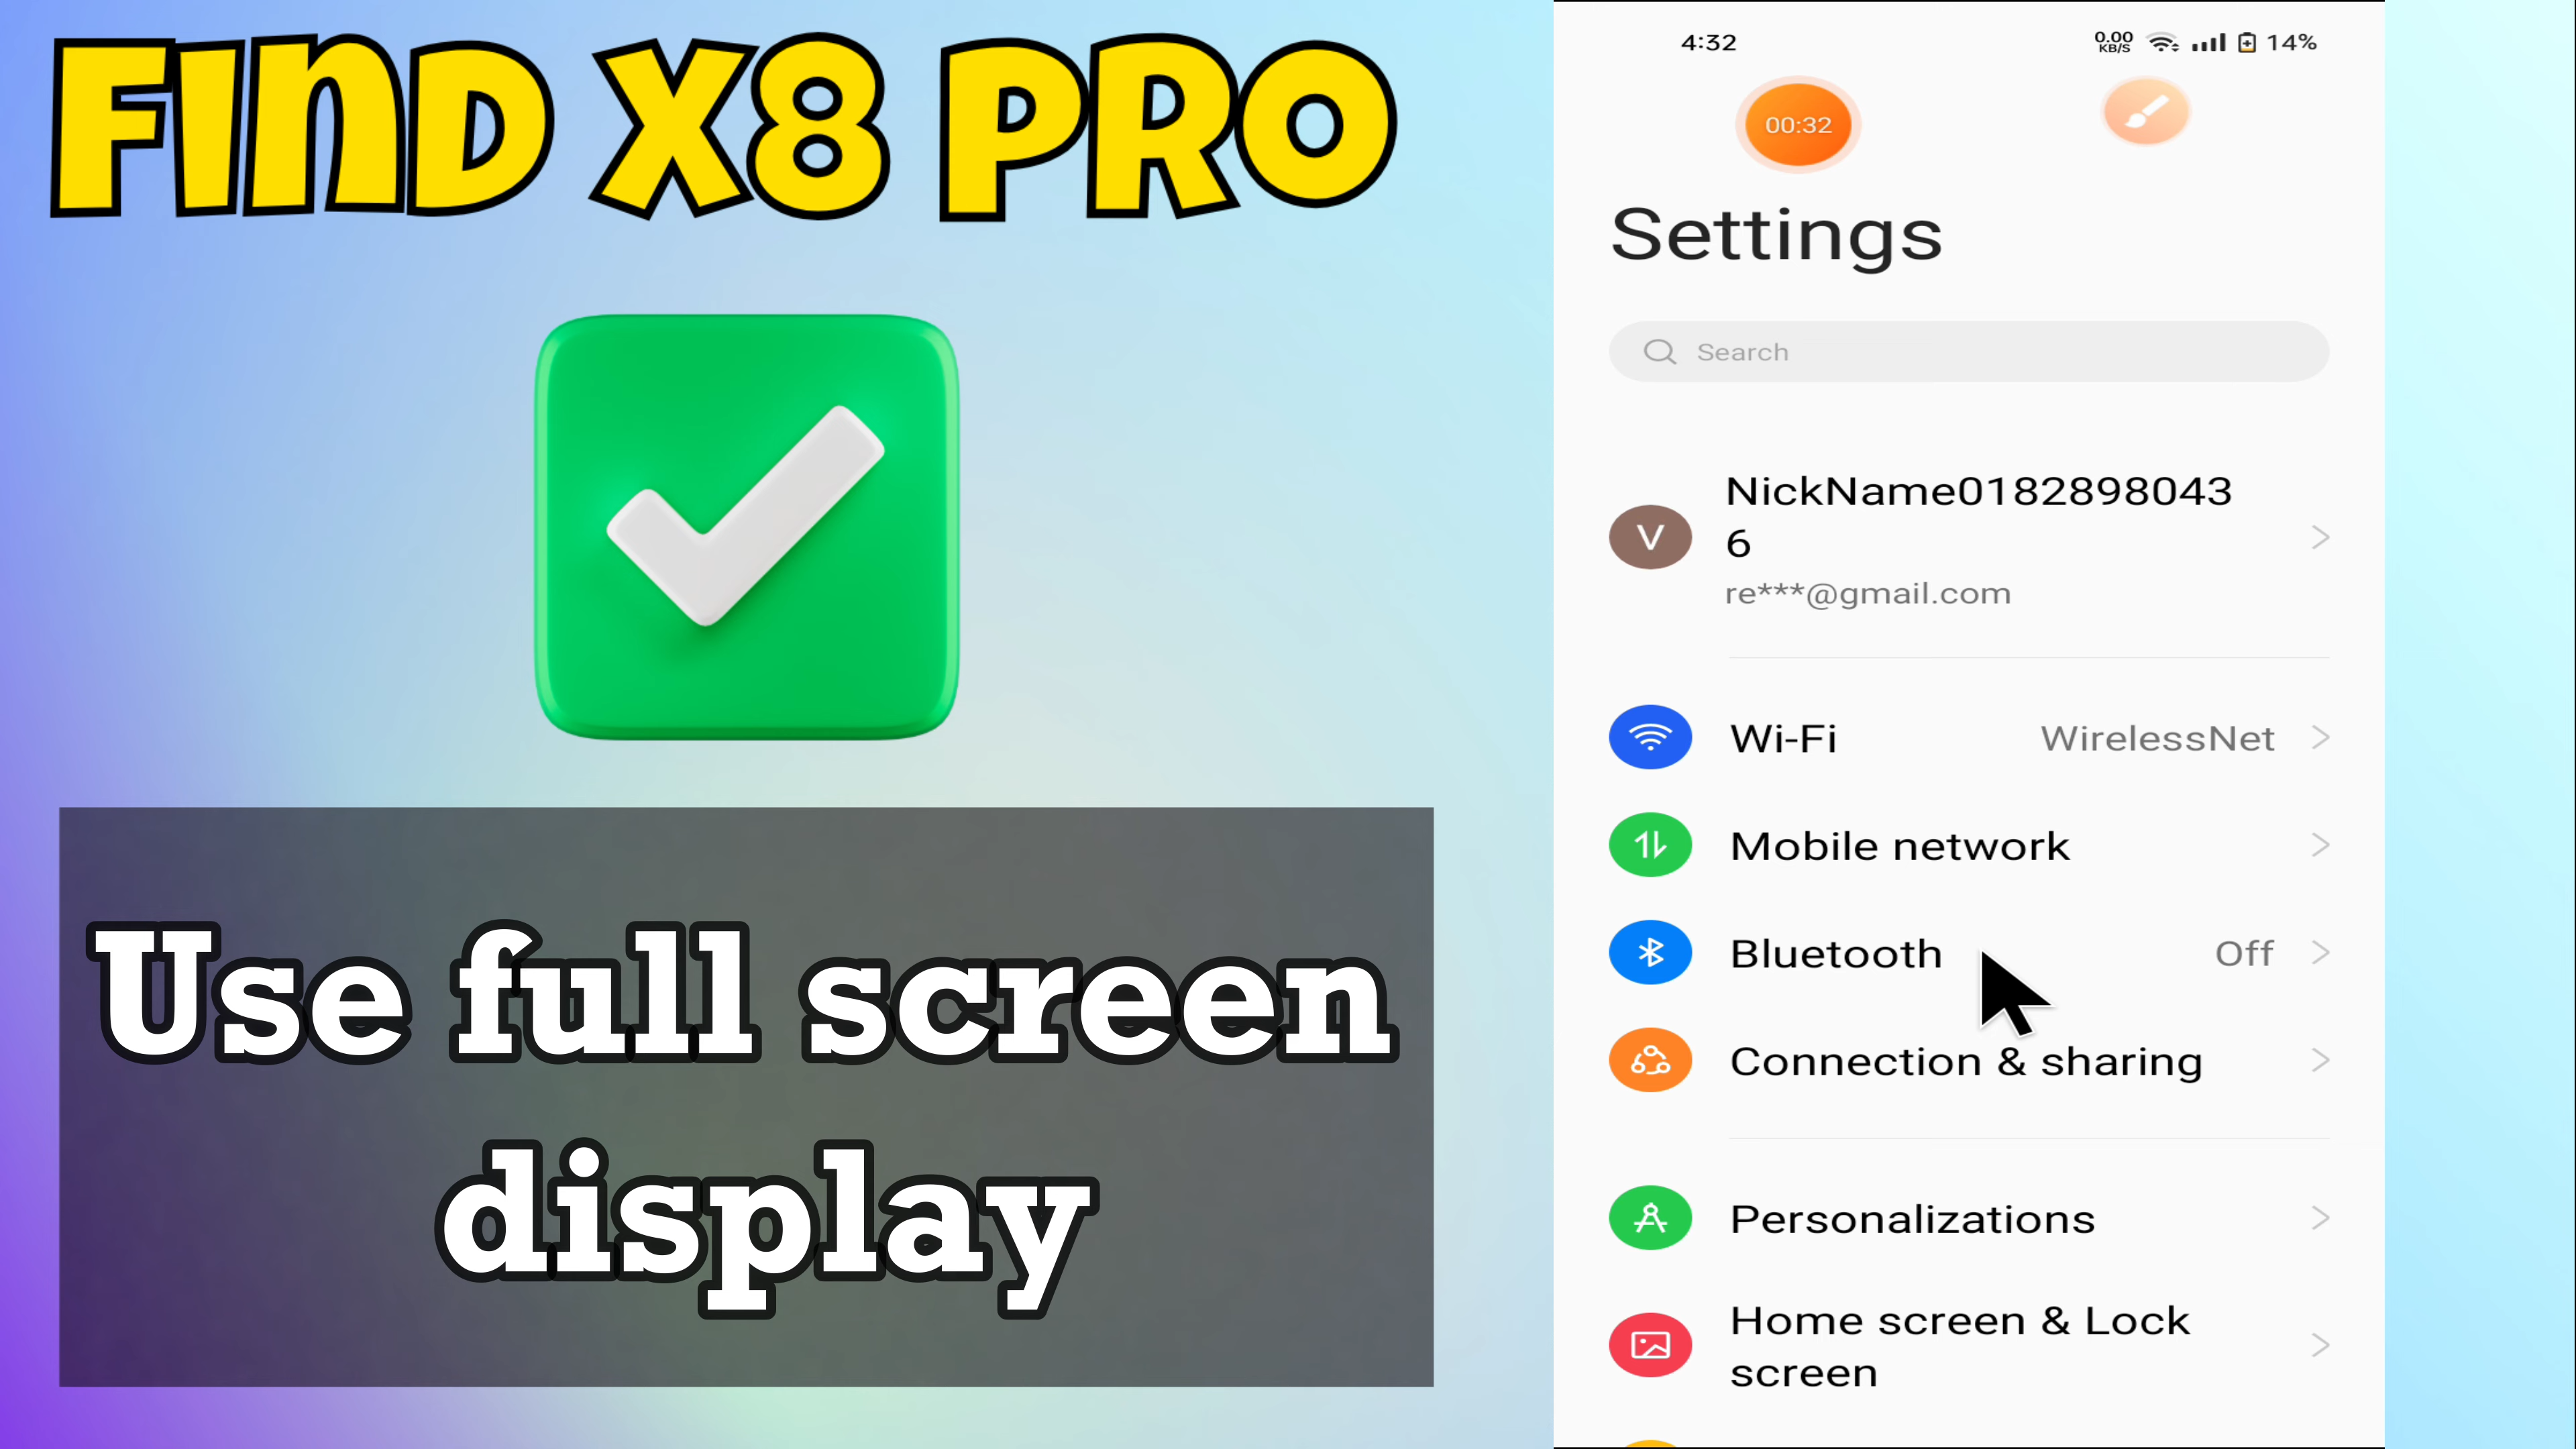 FIND X8 PRO
Use full screen
display
4:32
0.00
KB/S
14%
00:32
Settings
Search
NickName0182898043
6
V
re***@gmail.com
Wi-Fi
WirelessNet
Mobile network
Bluetooth
Off
Connection & sharing
Personalizations
Home screen & Lock
screen